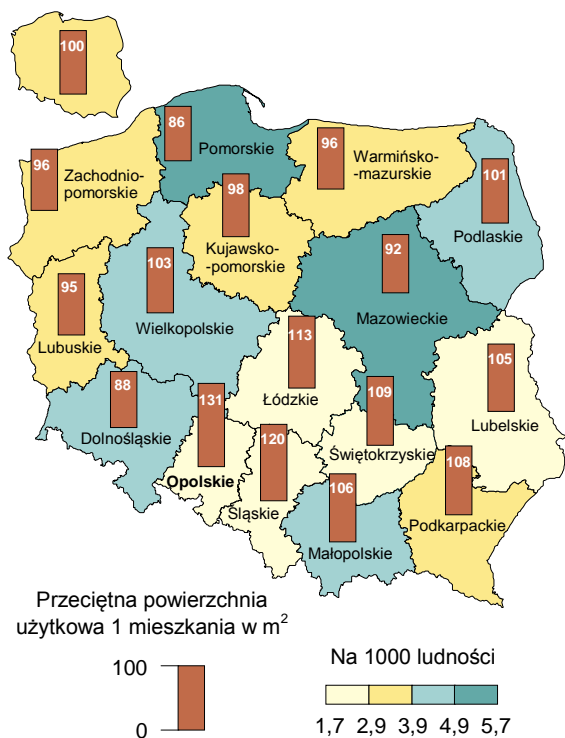 100
86
Pomorskie
96
Warmińsko-
-mazurskie
96
Zachodnio-
pomorskie
101
Podlaskie
98
Kujawsko-
-pomorskie
92
Mazowieckie
103
Wielkopolskie
95
Lubuskie
113
Łódzkie
105
Lubelskie
88
Dolnośląskie
131
Opolskie
109
Świętokrzyskie
120
Śląskie
108
Podkarpackie
106
Małopolskie
Przeciętna powierzchnia
użytkowa 1 mieszkania w m²
100
0
Na 1000 ludności
1,7 2,9 3,9 4,9 5,7